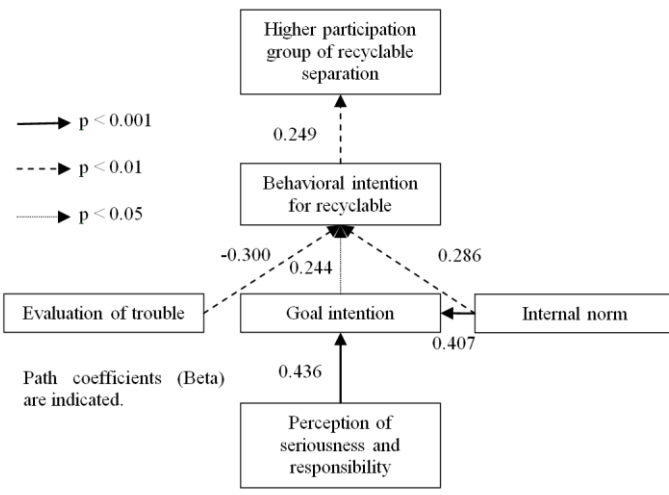 Higher participation
group of recyclable
separation
p < 0.001
0.249
p < 0.01
Behavioral intention
for recyclable
p < 0.05
-0.300
0.244
0.286
Evaluation of trouble
Goal intention
Internal norm
0.407
Path coefficients (Beta)
are indicated.
0.436
Perception of
seriousness and
responsibility